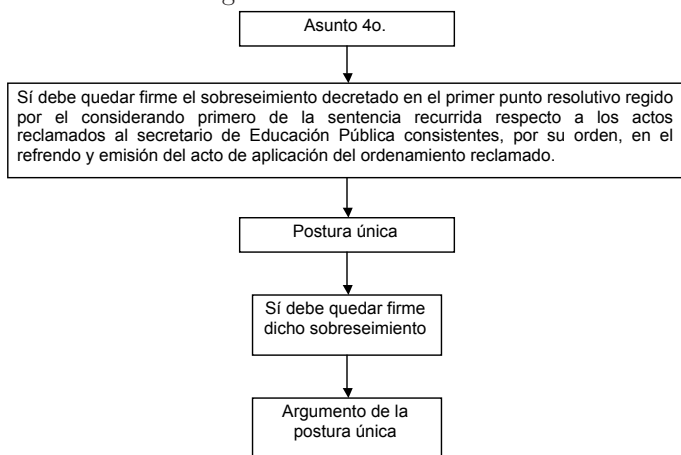 Asunto 4o.
Sí debe quedar firme el sobreseimiento decretado en el primer punto resolutivo regido
por el considerando primero de la sentencia recurrida respecto a los actos
reclamados al secretario de Educación Pública consistentes, por su orden, en el
refrendo y emisión del acto de aplicación del ordenamiento reclamado.
Postura única
Sí debe quedar firme
dicho sobreseimiento
Argumento de la
postura única